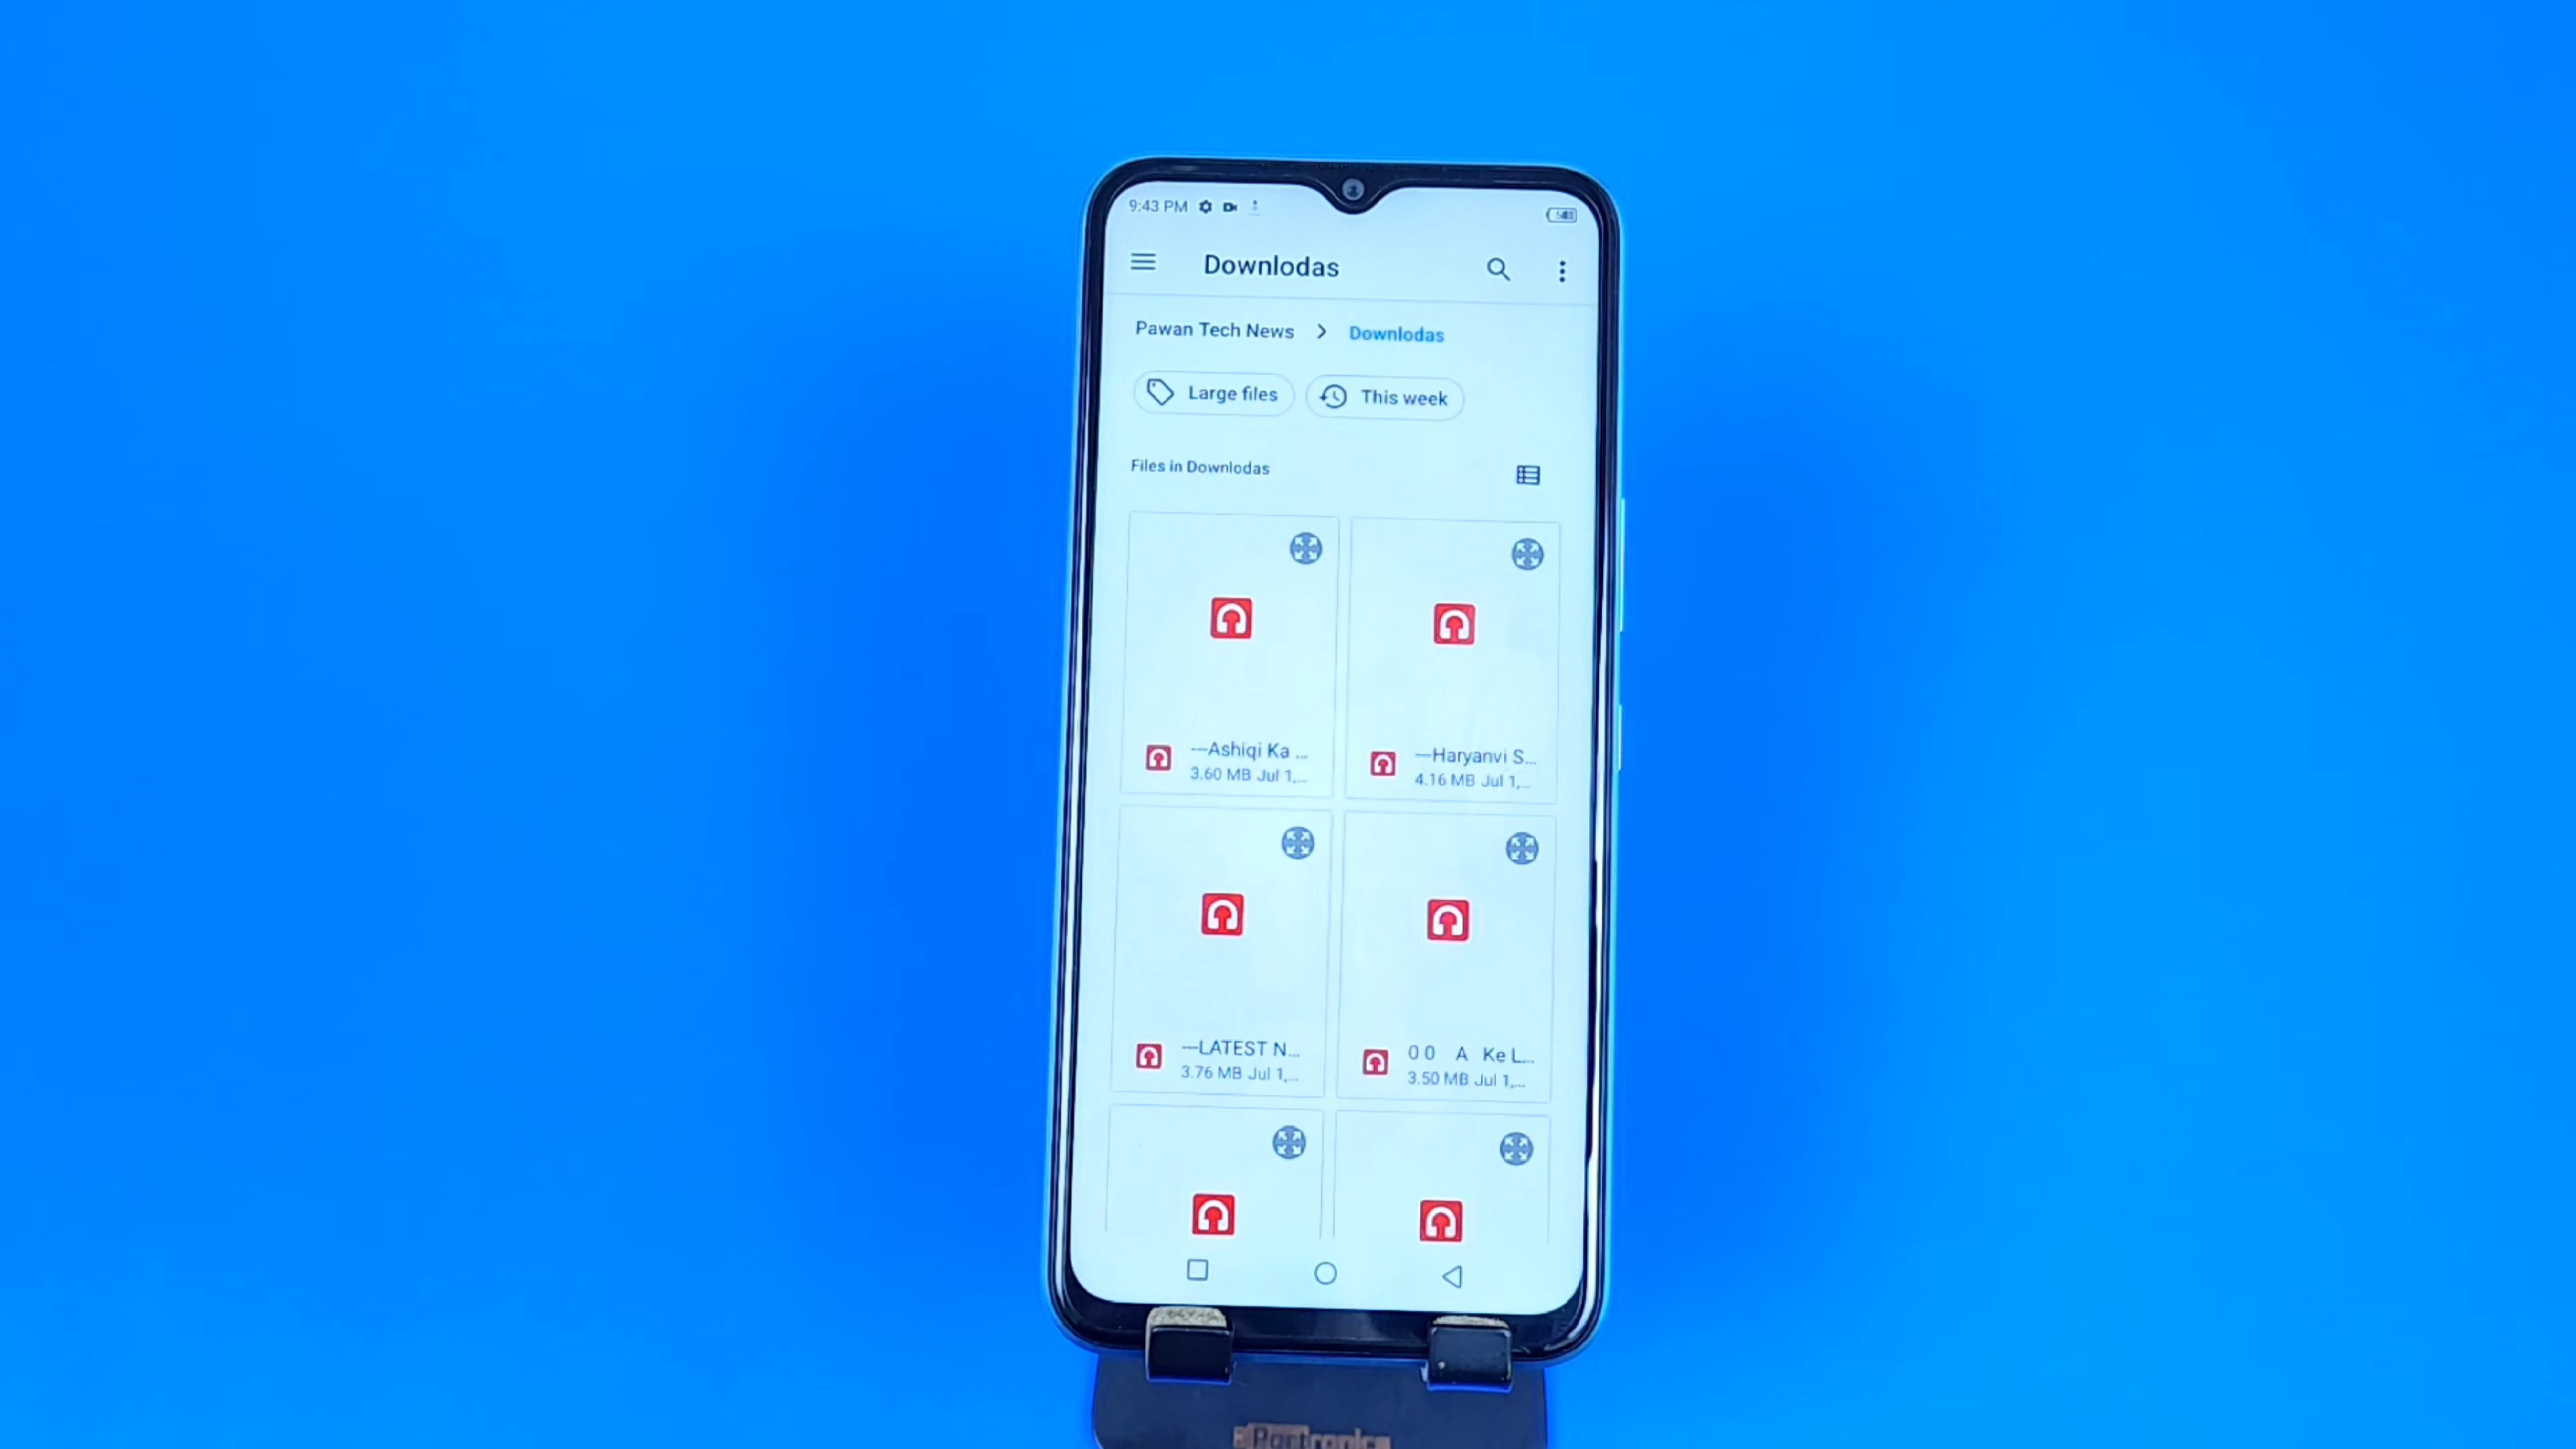 9:43 PM
Downlodas
Pawan Tech News > Downlodas
Large files
This week
Files in Downlodas
---Ashiqi Ka ...
3.60 MB Jul 1,...
---Haryanvi S...
4.16 MB Jul 1,...
---LATEST N...
3.76 MB Jul 1,...
0 0 A Ke L...
3.50 MB Jul 1,...